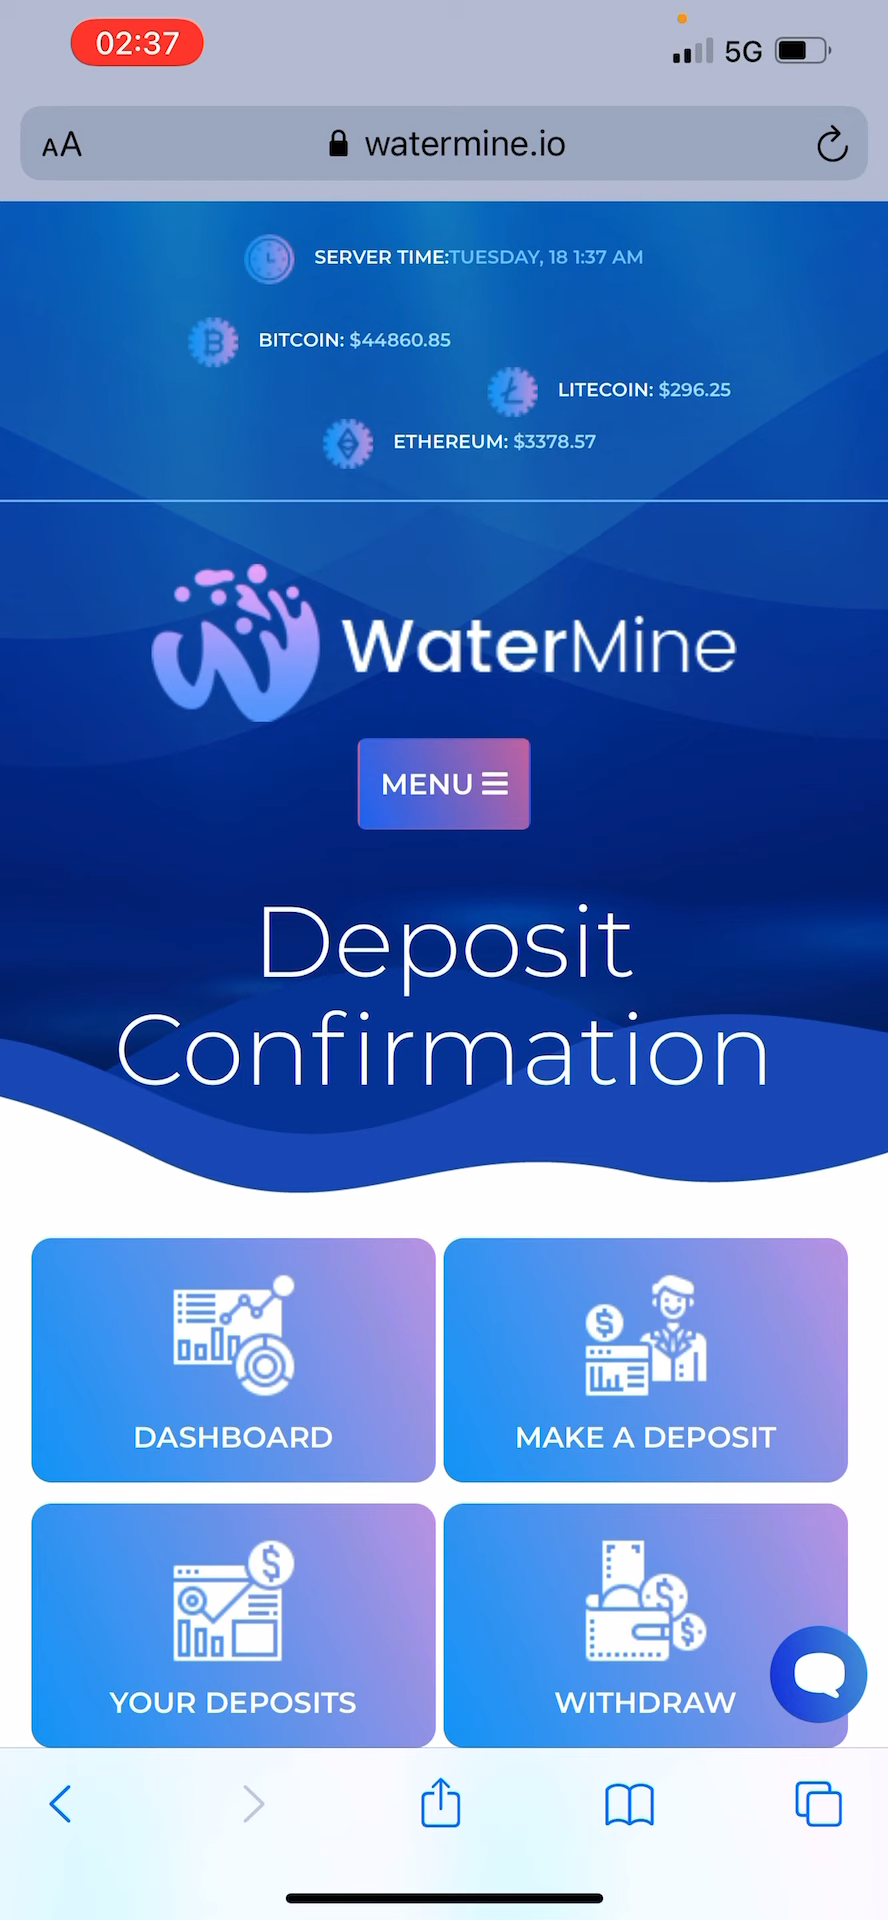 02:37
5G
AA
watermine.io
SERVER TIME:TUESDAY, 18 1:37 AM
BITCOIN: $44860.85
LITECOIN: $296.25
ETHEREUM: $3378.57
WaterMine
MENU
Deposit
Confirmation
DASHBOARD
MAKE A DEPOSIT
YOUR DEPOSITS
WITHDRAW